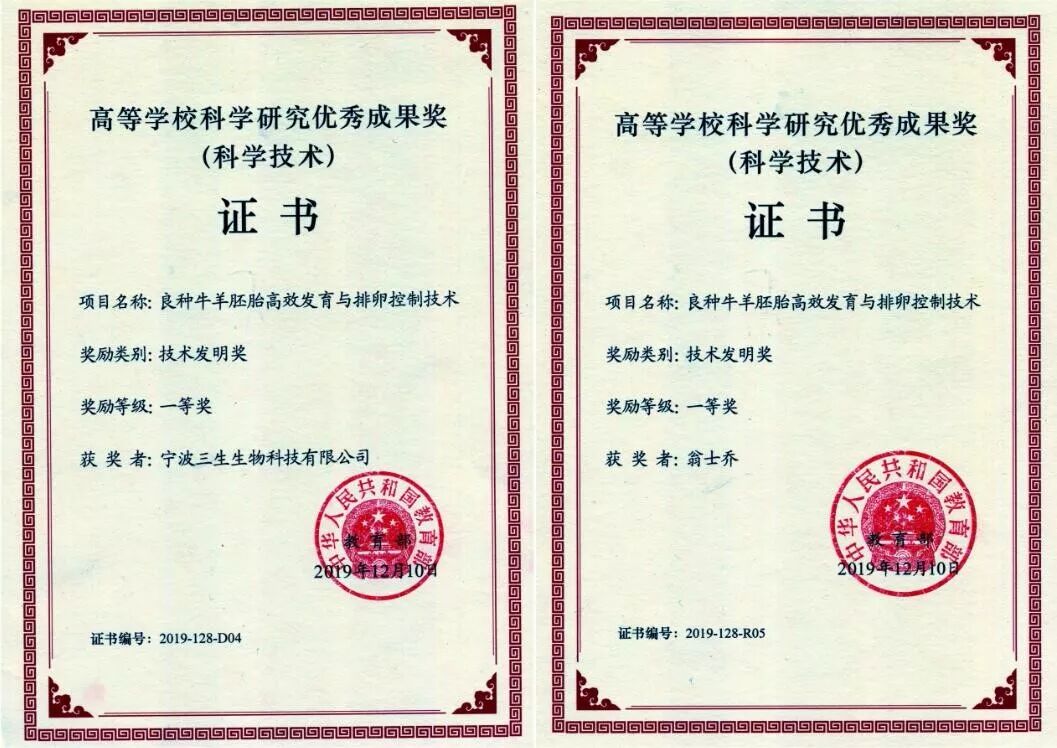 高等学校科学研究优秀成果奖
(科学技术)
证书
项目名称: 良种牛羊胚胎高效发育与排卵控制技术
奖励类别: 技术发明奖
奖励等级: 一等奖
获奖者: 宁波三生生物科技有限公司
中华人民共和国教育部
教育部
2019年12月10日
证书编号: 2019-128-D04
高等学校科学研究优秀成果奖
(科学技术)
证书
项目名称: 良种牛羊胚胎高效发育与排卵控制技术
奖励类别: 技术发明奖
奖励等级: 一等奖
获奖者: 翁士乔
中华人民共和国教育部
教育部
2019年12月10日
证书编号: 2019-128-R05